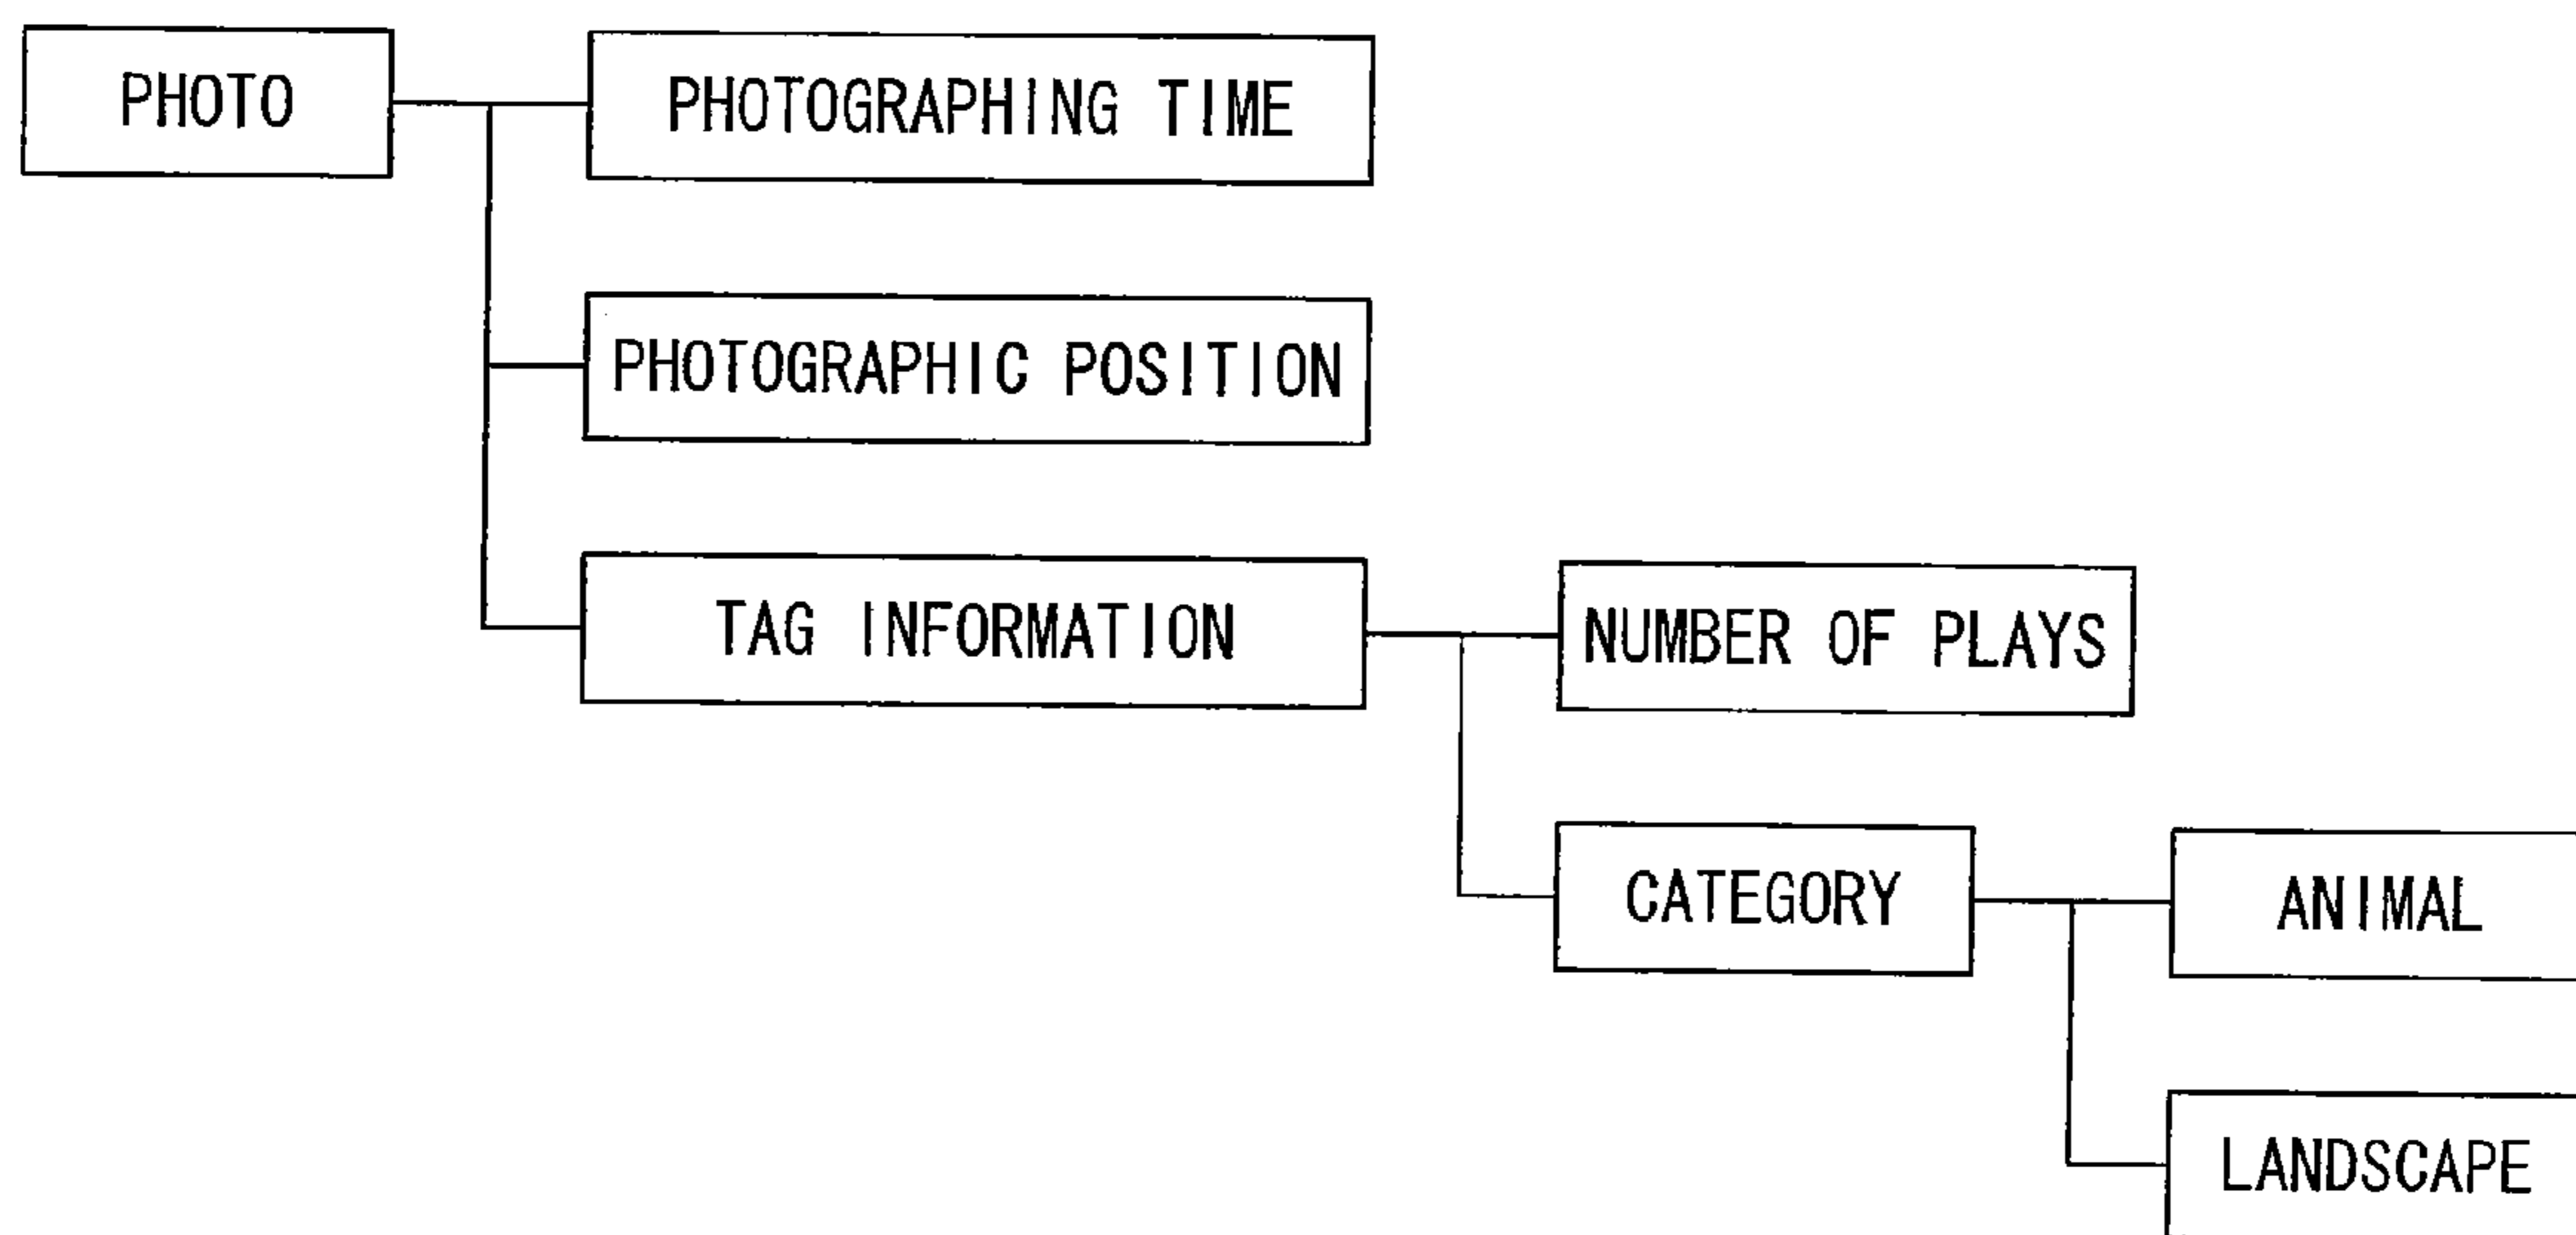 PHOTO
PHOTOGRAPHING TIME
PHOTOGRAPHIC POSITION
TAG INFORMATION
NUMBER OF PLAYS
CATEGORY
ANIMAL
LANDSCAPE